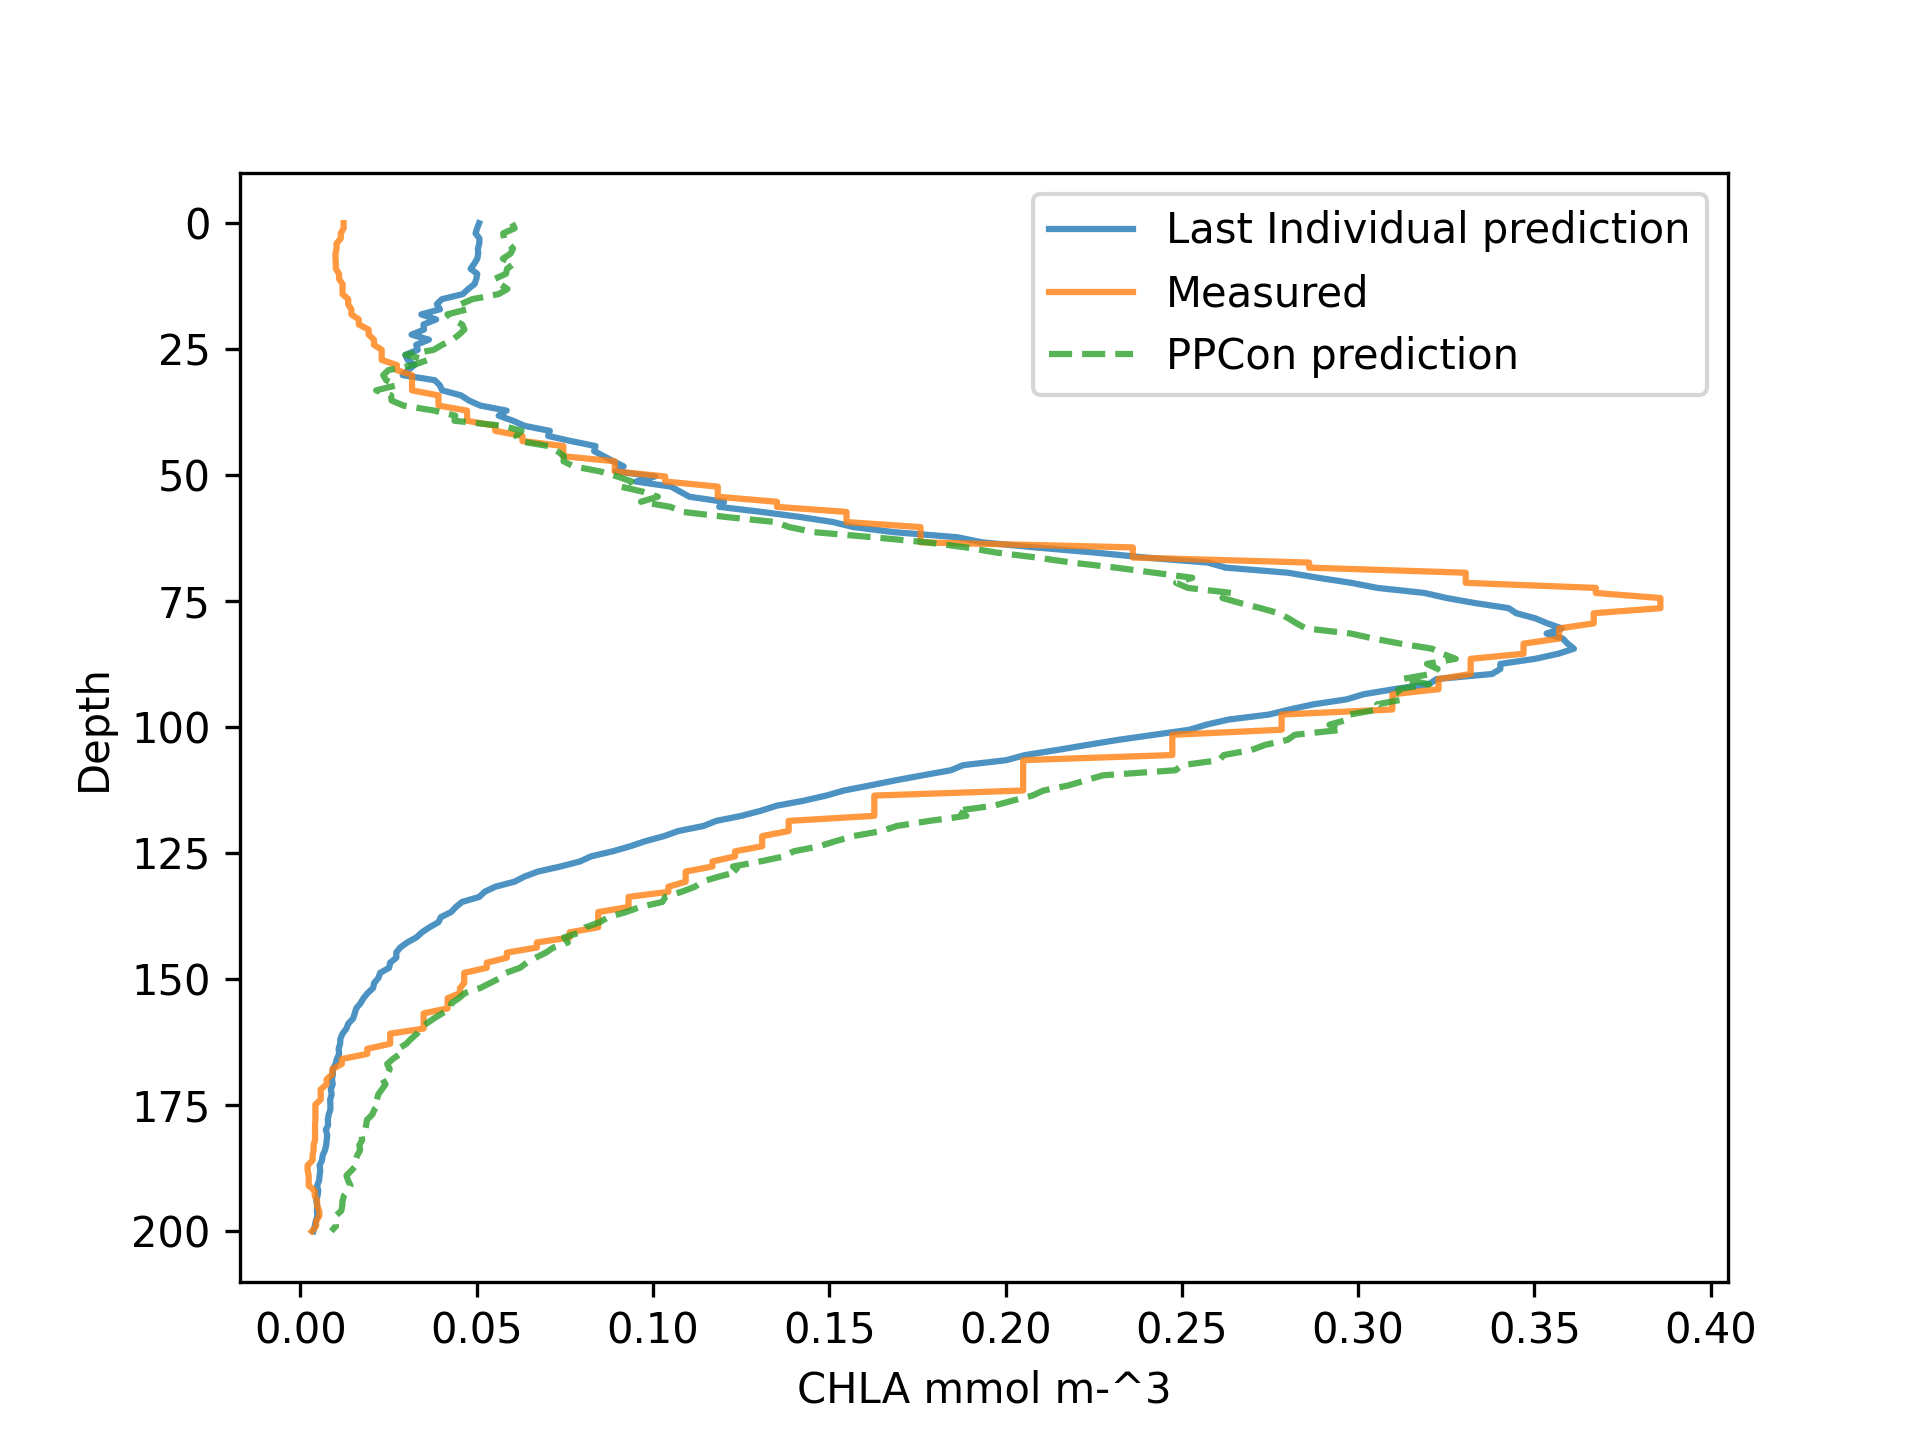 Last Individual prediction
Measured
PPCon prediction
0
25
50
75
100
125
150
175
200
Depth
0.00 0.05 0.10 0.15 0.20 0.25 0.30 0.35 0.40
CHLA mmol m-^3